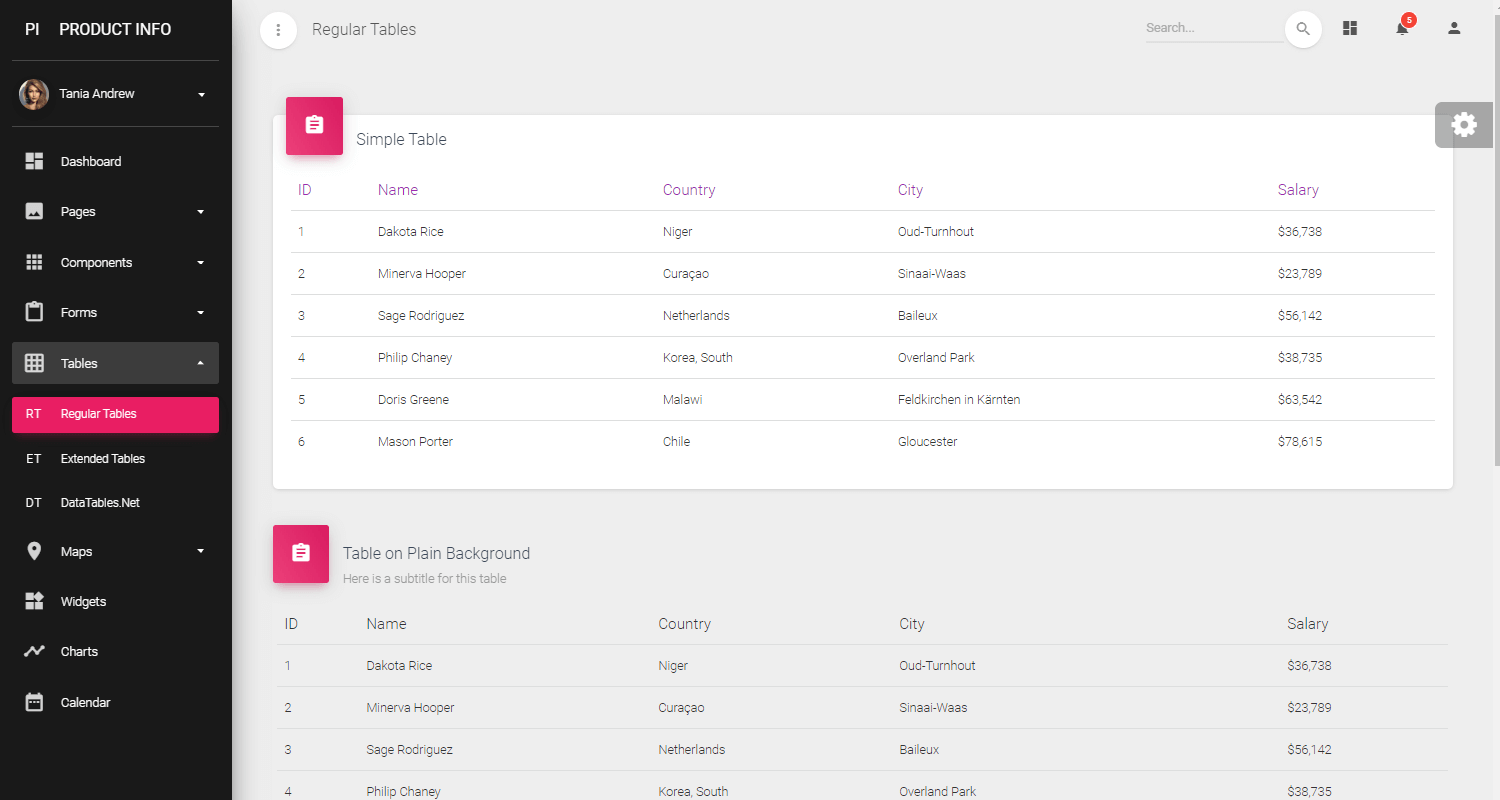 PI PRODUCT INFO
Tania Andrew
Dashboard
Pages
Components
Forms
Tables
RT Regular Tables
ET Extended Tables
DT DataTables.Net
Maps
Widgets
Charts
Calendar
Regular Tables
Search...
5
Simple Table
ID Name Country City Salary
1 Dakota Rice Niger Oud-Turnhout $36,738
2 Minerva Hooper Curaçao Sinaai-Waas $23,789
3 Sage Rodriguez Netherlands Baileux $56,142
4 Philip Chaney Korea, South Overland Park $38,735
5 Doris Greene Malawi Feldkirchen in Kärnten $63,542
6 Mason Porter Chile Gloucester $78,615
Table on Plain Background
Here is a subtitle for this table
ID Name Country City Salary
1 Dakota Rice Niger Oud-Turnhout $36,738
2 Minerva Hooper Curaçao Sinaai-Waas $23,789
3 Sage Rodriguez Netherlands Baileux $56,142
4 Philip Chaney Korea, South Overland Park $38,735